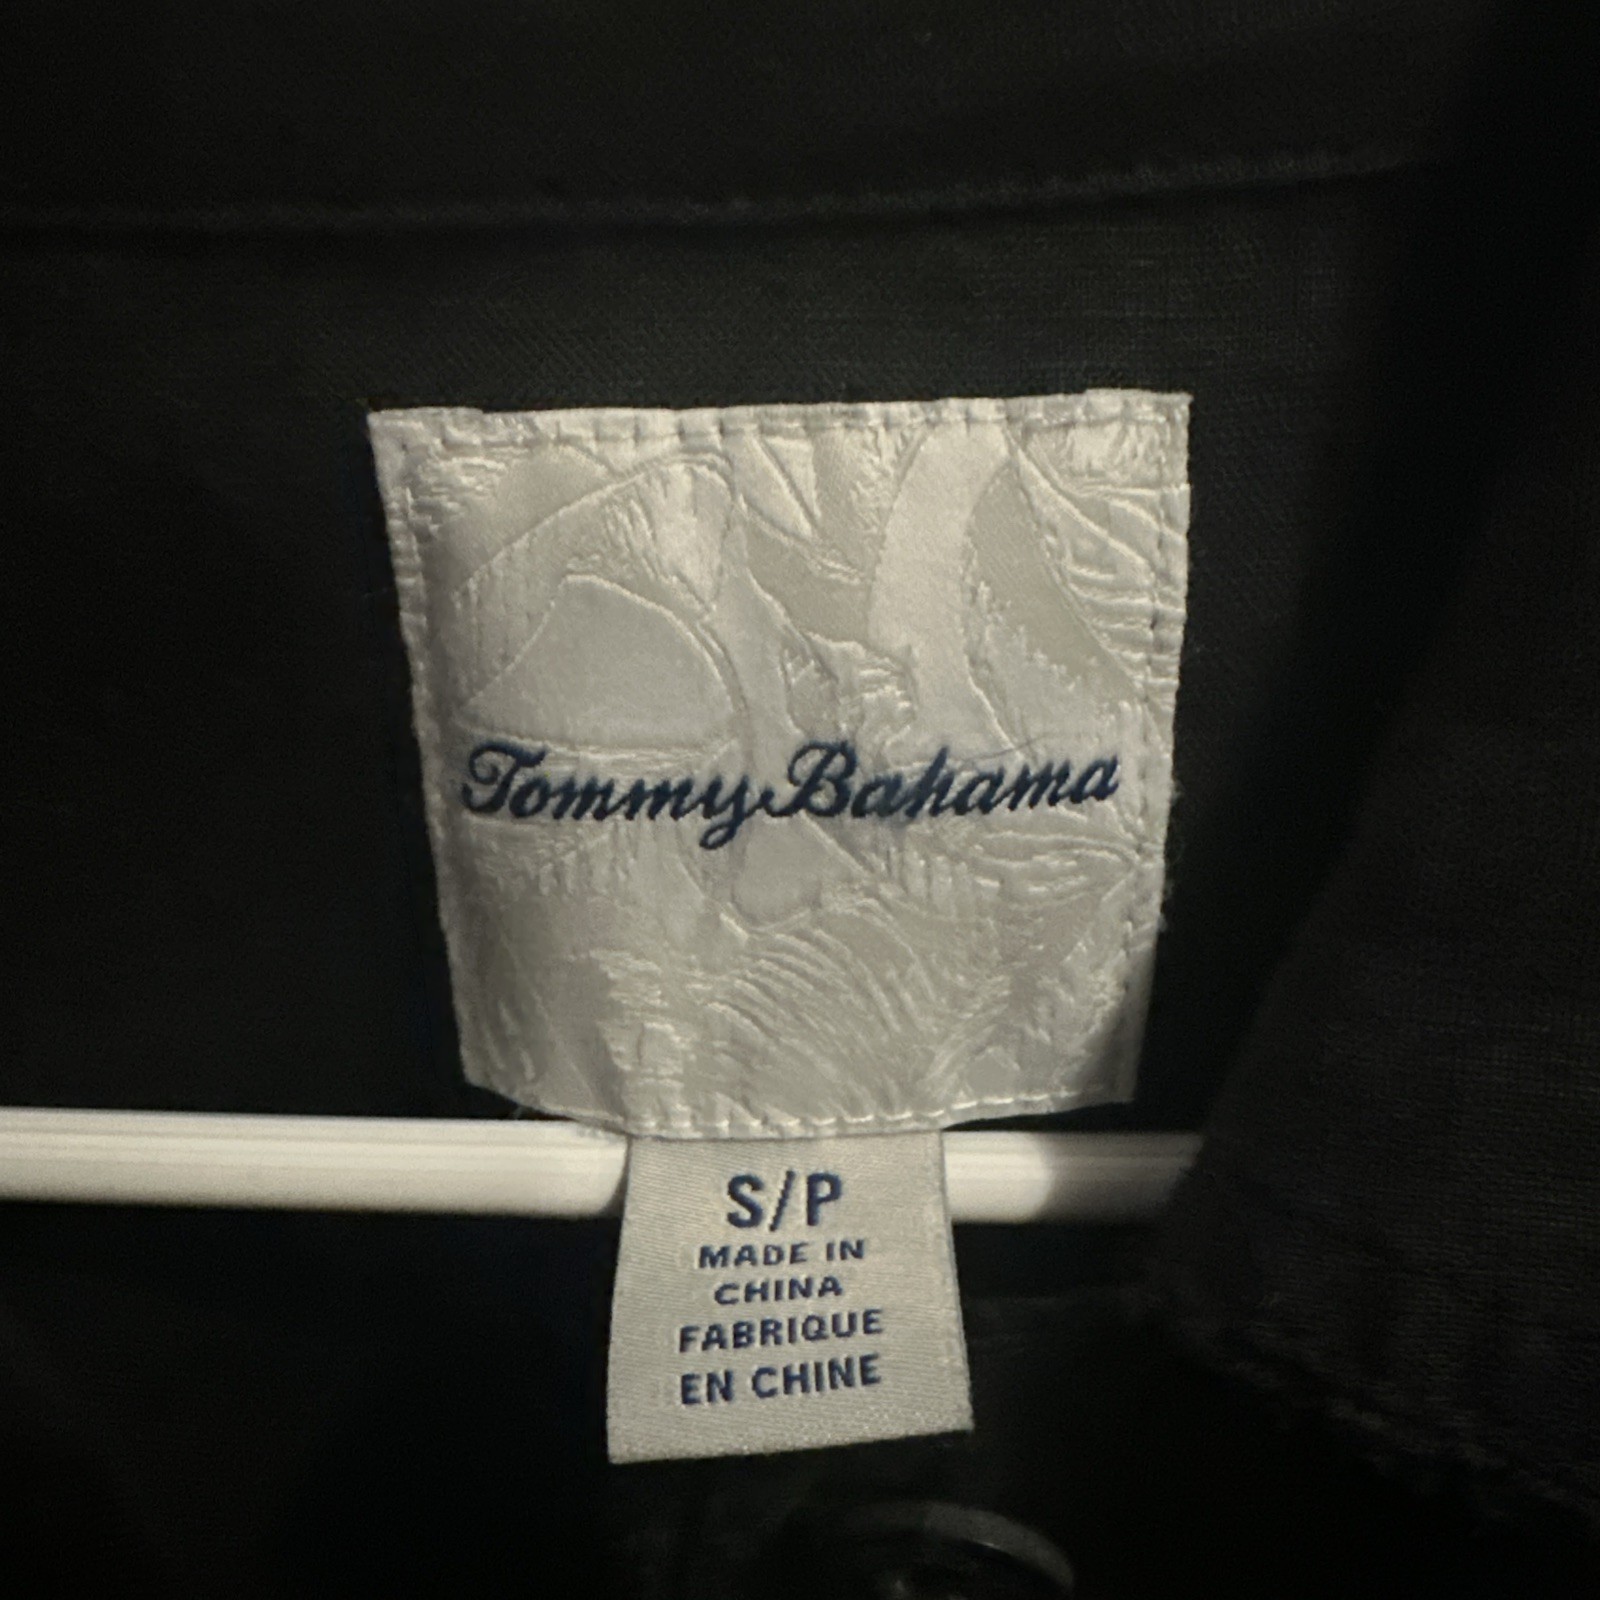 Tommy Bahama
S/P
MADE IN
CHINA
FABRIQUE
EN CHINE